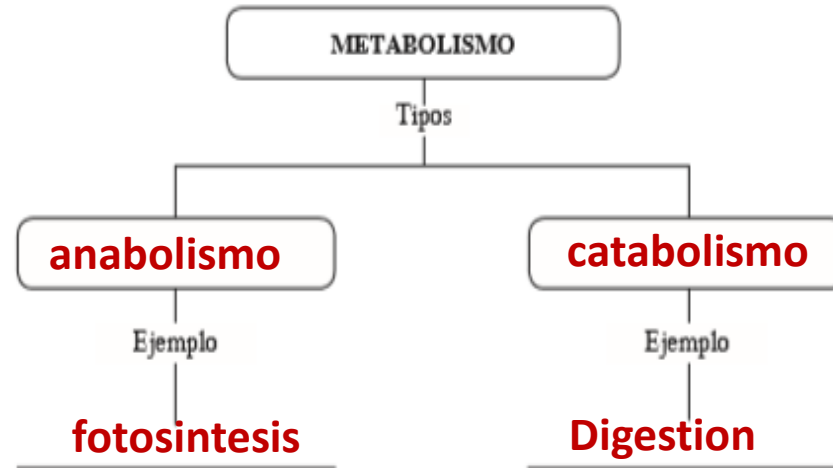 METABOLISMO
Tipos
anabolismo
catabolismo
Ejemplo
Ejemplo
fotosintesis
Digestion